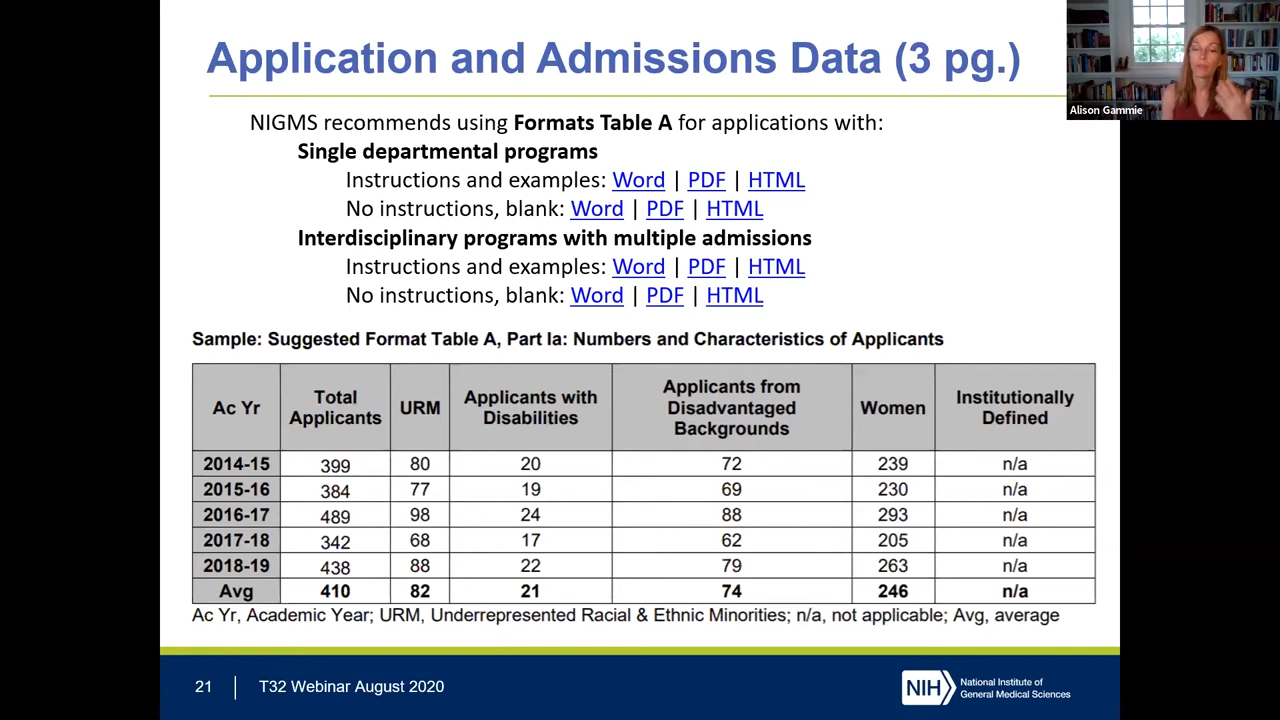 Application and Admissions Data (3 pg.)
Alison Gammie
NIGMS recommends using Formats Table A for applications with:
Single departmental programs
Instructions and examples: Word | PDF | HTML
No instructions, blank: Word | PDF | HTML
Interdisciplinary programs with multiple admissions
Instructions and examples: Word | PDF | HTML
No instructions, blank: Word | PDF | HTML
Sample: Suggested Format Table A, Part Ia: Numbers and Characteristics of Applicants
Ac Yr | Total Applicants | URM | Applicants with Disabilities | Applicants from Disadvantaged Backgrounds | Women | Institutionally Defined
2014-15 | 399 | 80 | 20 | 72 | 239 | n/a
2015-16 | 384 | 77 | 19 | 69 | 230 | n/a
2016-17 | 489 | 98 | 24 | 88 | 293 | n/a
2017-18 | 342 | 68 | 17 | 62 | 205 | n/a
2018-19 | 438 | 88 | 22 | 79 | 263 | n/a
Avg | 410 | 82 | 21 | 74 | 246 | n/a
Ac Yr, Academic Year; URM, Underrepresented Racial & Ethnic Minorities; n/a, not applicable; Avg, average
21 | T32 Webinar August 2020
NIH National Institute of
General Medical Sciences